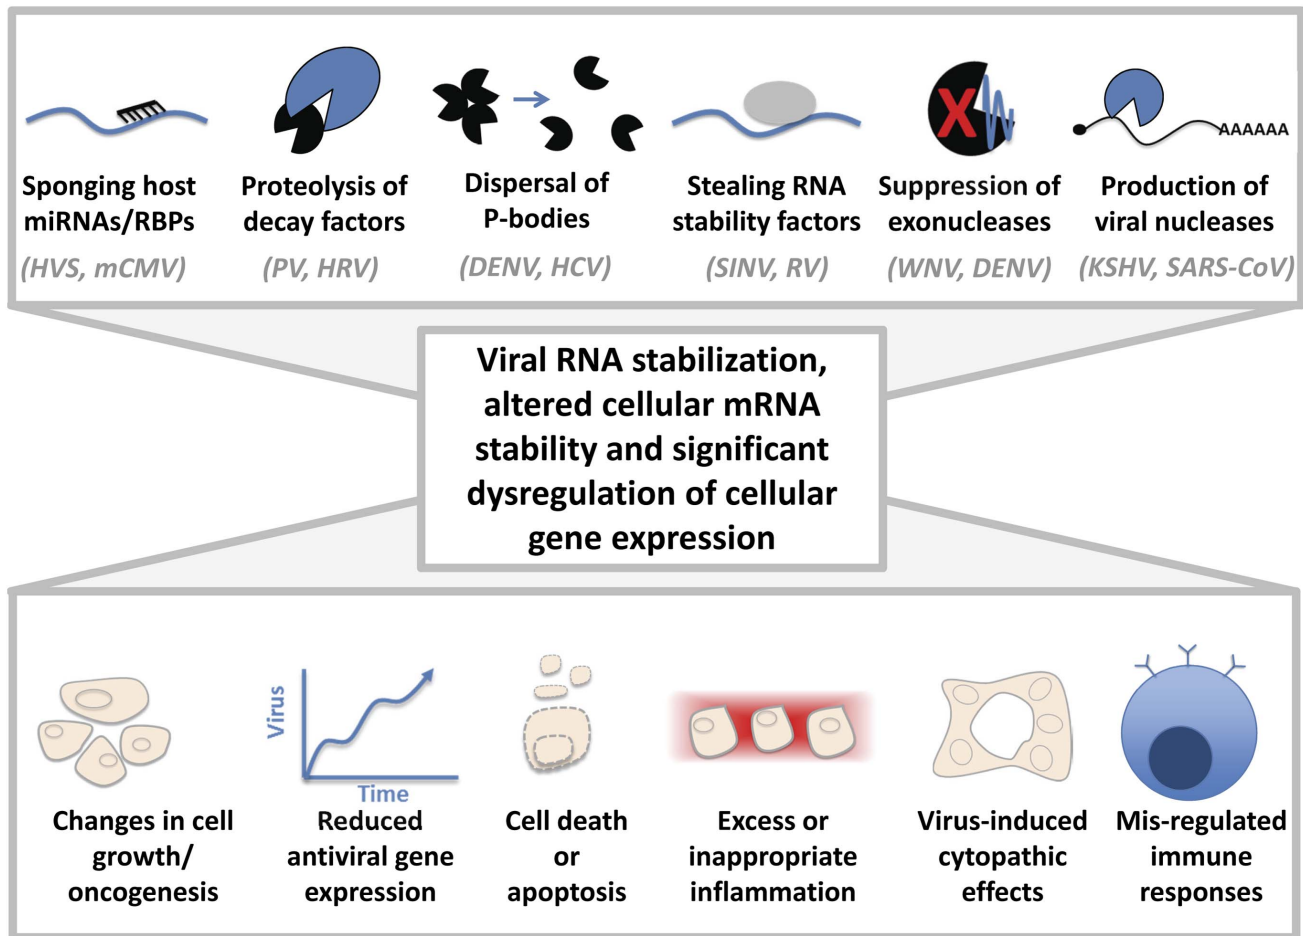 AAAAAA
Sponging host
miRNAs/RBPs
(HVS, mCMV)
Proteolysis of
decay factors
(PV, HRV)
Dispersal of
P-bodies
(DENV, HCV)
Stealing RNA
stability factors
(SINV, RV)
X
Suppression of
exonucleases
(WNV, DENV)
Production of
viral nucleases
(KSHV, SARS-CoV)
Viral RNA stabilization,
altered cellular mRNA
stability and significant
dysregulation of cellular
gene expression
Changes in cell
growth/
oncogenesis
Virus
Time
Reduced
antiviral gene
expression
Cell death
or
apoptosis
Excess or
inappropriate
inflammation
Virus-induced
cytopathic
effects
Mis-regulated
immune
responses